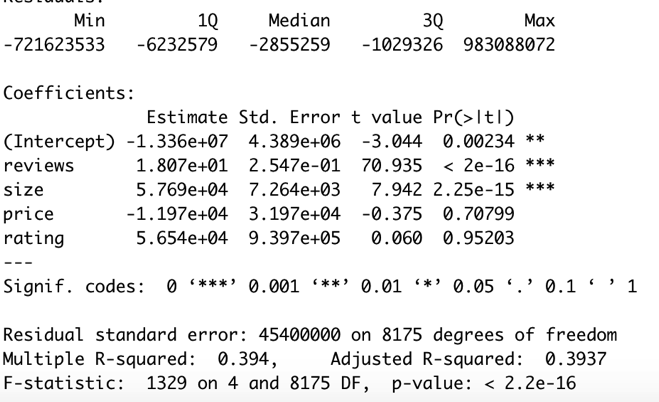 Residuals:
      Min        1Q    Median        3Q       Max
-721623533  -6232579  -2855259  -1029326 983088072
Coefficients:
              Estimate Std. Error t value Pr(>|t|)
(Intercept) -1.336e+07  4.389e+06  -3.044  0.00234 **
reviews      1.807e+01  2.547e-01  70.935  < 2e-16 ***
size         5.769e+04  7.264e+03   7.942 2.25e-15 ***
price       -1.197e+04  3.197e+04  -0.375  0.70799
rating       5.654e+04  9.397e+05   0.060  0.95203
---
Signif. codes:  0 ‘***’ 0.001 ‘**’ 0.01 ‘*’ 0.05 ‘.’ 0.1 ‘ ’ 1
Residual standard error: 45400000 on 8175 degrees of freedom
Multiple R-squared:  0.394,	Adjusted R-squared:  0.3937
F-statistic:  1329 on 4 and 8175 DF,  p-value: < 2.2e-16